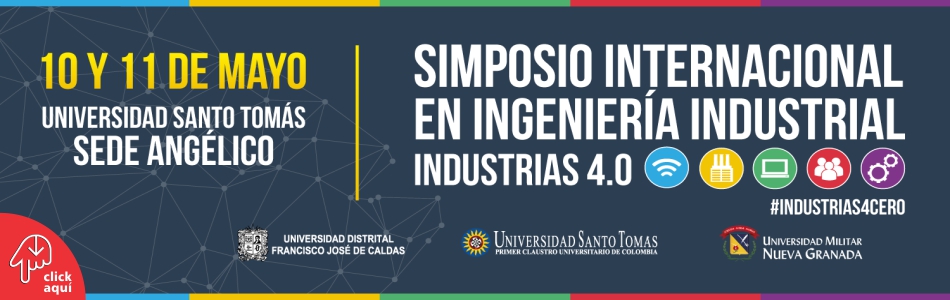 10 Y 11 DE MAYO
UNIVERSIDAD SANTO TOMÁS
SEDE ANGÉLICO
SIMPOSIO INTERNACIONAL
EN INGENIERÍA INDUSTRIAL
INDUSTRIAS 4.0
#INDUSTRIAS4CERO
UNIVERSIDAD DISTRITAL
FRANCISCO JOSÉ DE CALDAS
UNIVERSIDAD SANTO TOMAS
PRIMER CLAUSTRO UNIVERSITARIO DE COLOMBIA
UNIVERSIDAD MILITAR
NUEVA GRANADA
click
aquí